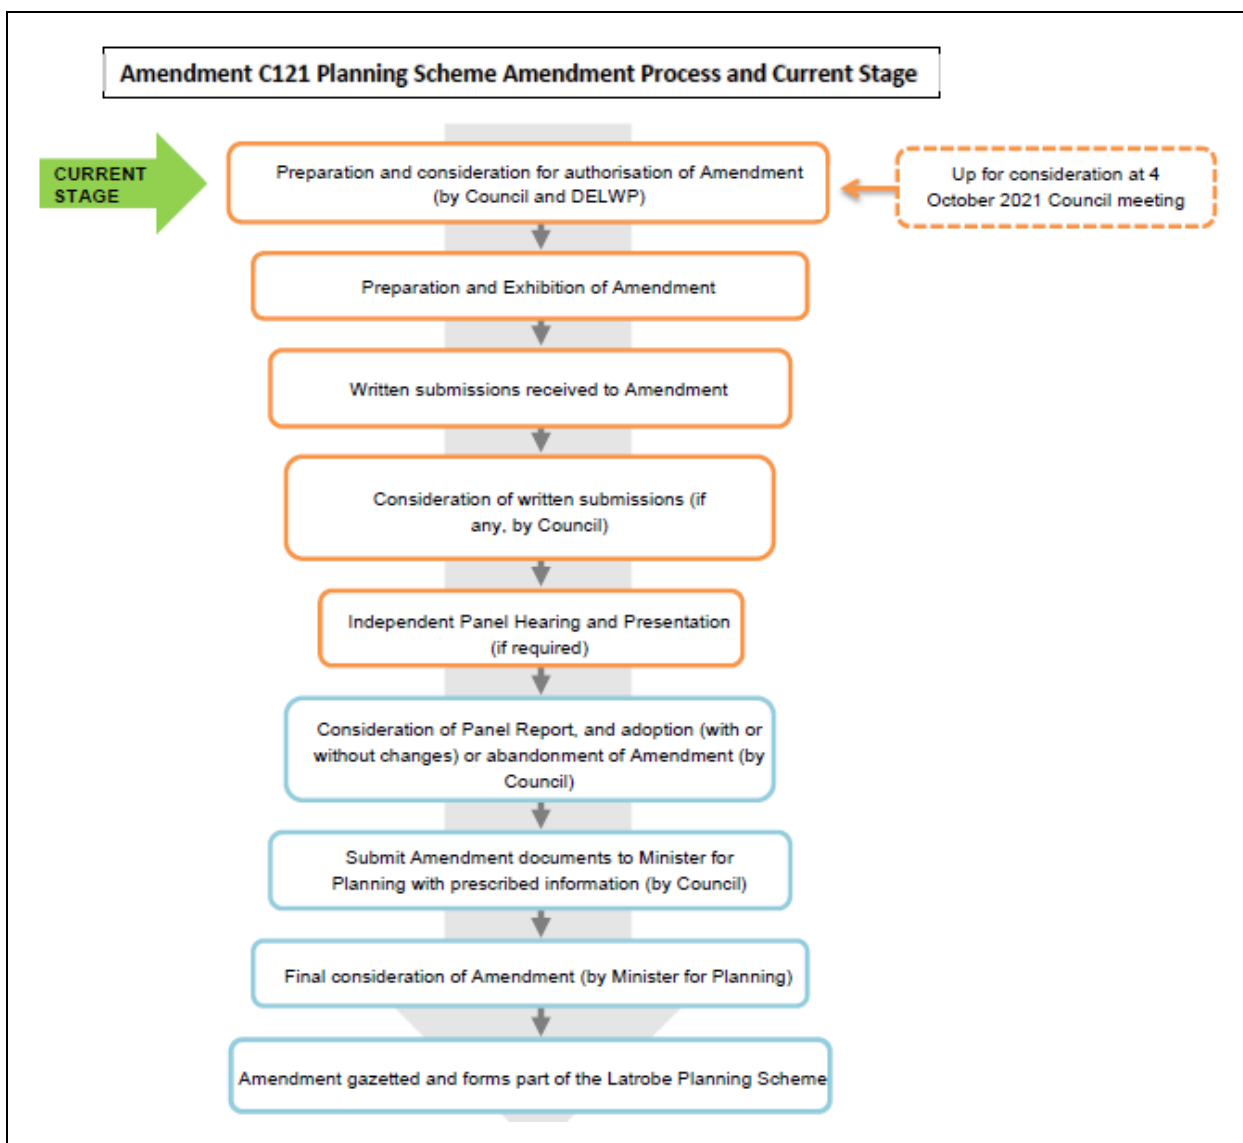 Amendment C121 Planning Scheme Amendment Process and Current Stage
CURRENT
STAGE
Preparation and consideration for authorisation of Amendment
(by Council and DELWP)
Up for consideration at 4
October 2021 Council meeting
Preparation and Exhibition of Amendment
Written submissions received to Amendment
Consideration of written submissions (if
any, by Council)
Independent Panel Hearing and Presentation
(if required)
Consideration of Panel Report, and adoption (with or
without changes) or abandonment of Amendment (by
Council)
Submit Amendment documents to Minister for
Planning with prescribed information (by Council)
Final consideration of Amendment (by Minister for Planning)
Amendment gazetted and forms part of the Latrobe Planning Scheme